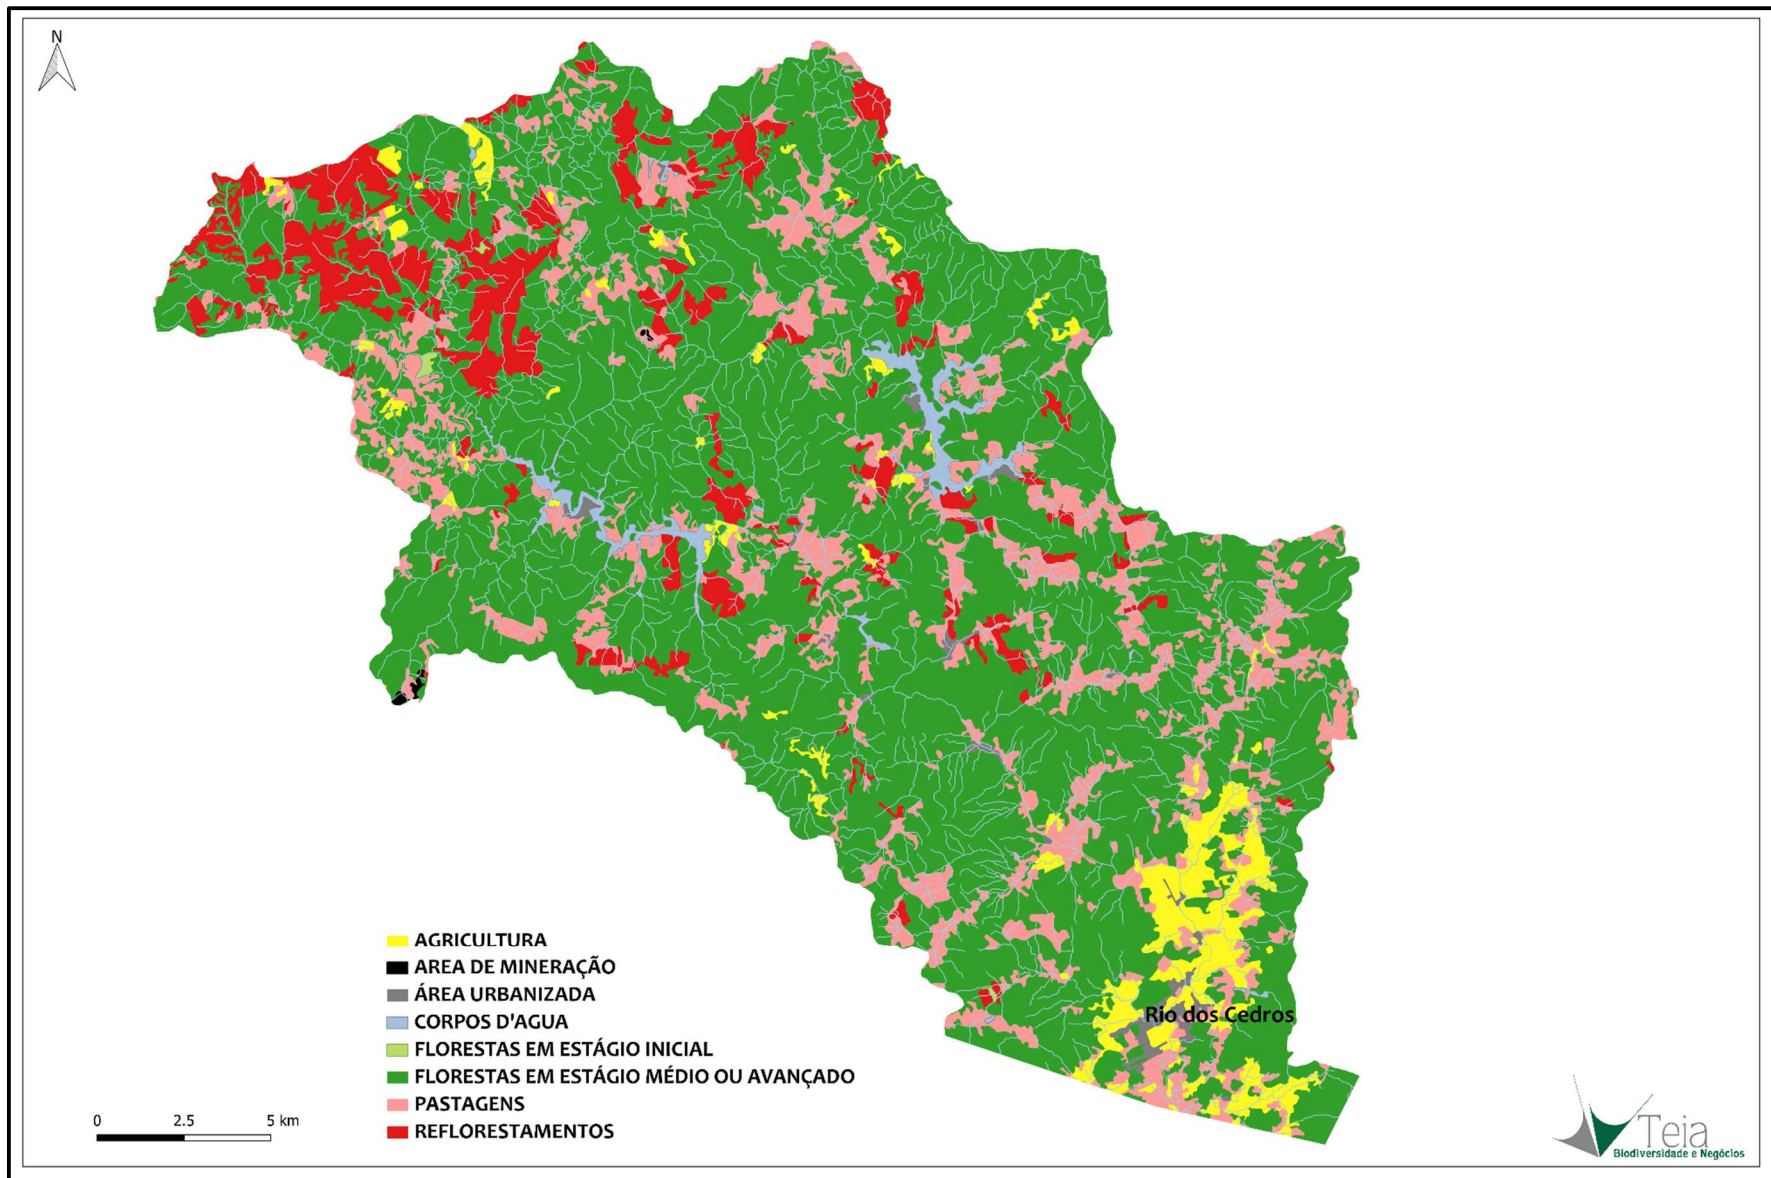 N
AGRICULTURA
AREA DE MINERAÇÃO
ÁREA URBANIZADA
CORPOS D'AGUA
FLORESTAS EM ESTÁGIO INICIAL
FLORESTAS EM ESTÁGIO MÉDIO OU AVANÇADO
PASTAGENS
REFLORESTAMENTOS
Rio dos Cedros
0 2.5 5 km
Teia
Biodiversidade e Negócios